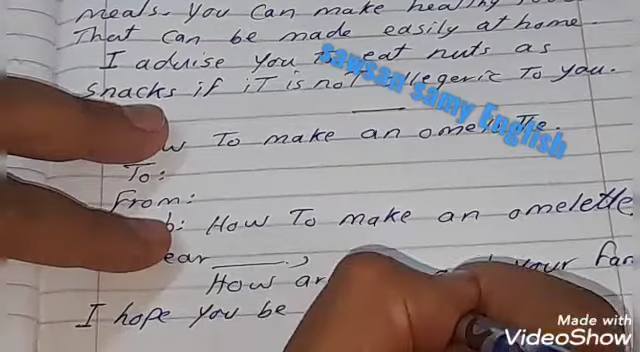 meals. You can make healthy
That can be made easily at home.
I advise you to eat nuts as
snacks if iT is not allegeric To you.
sawsan samy English
To make an omelette.
To:
From:
How To make an omelette
ear ,
How your
I hope you be
Made with
VideoShow